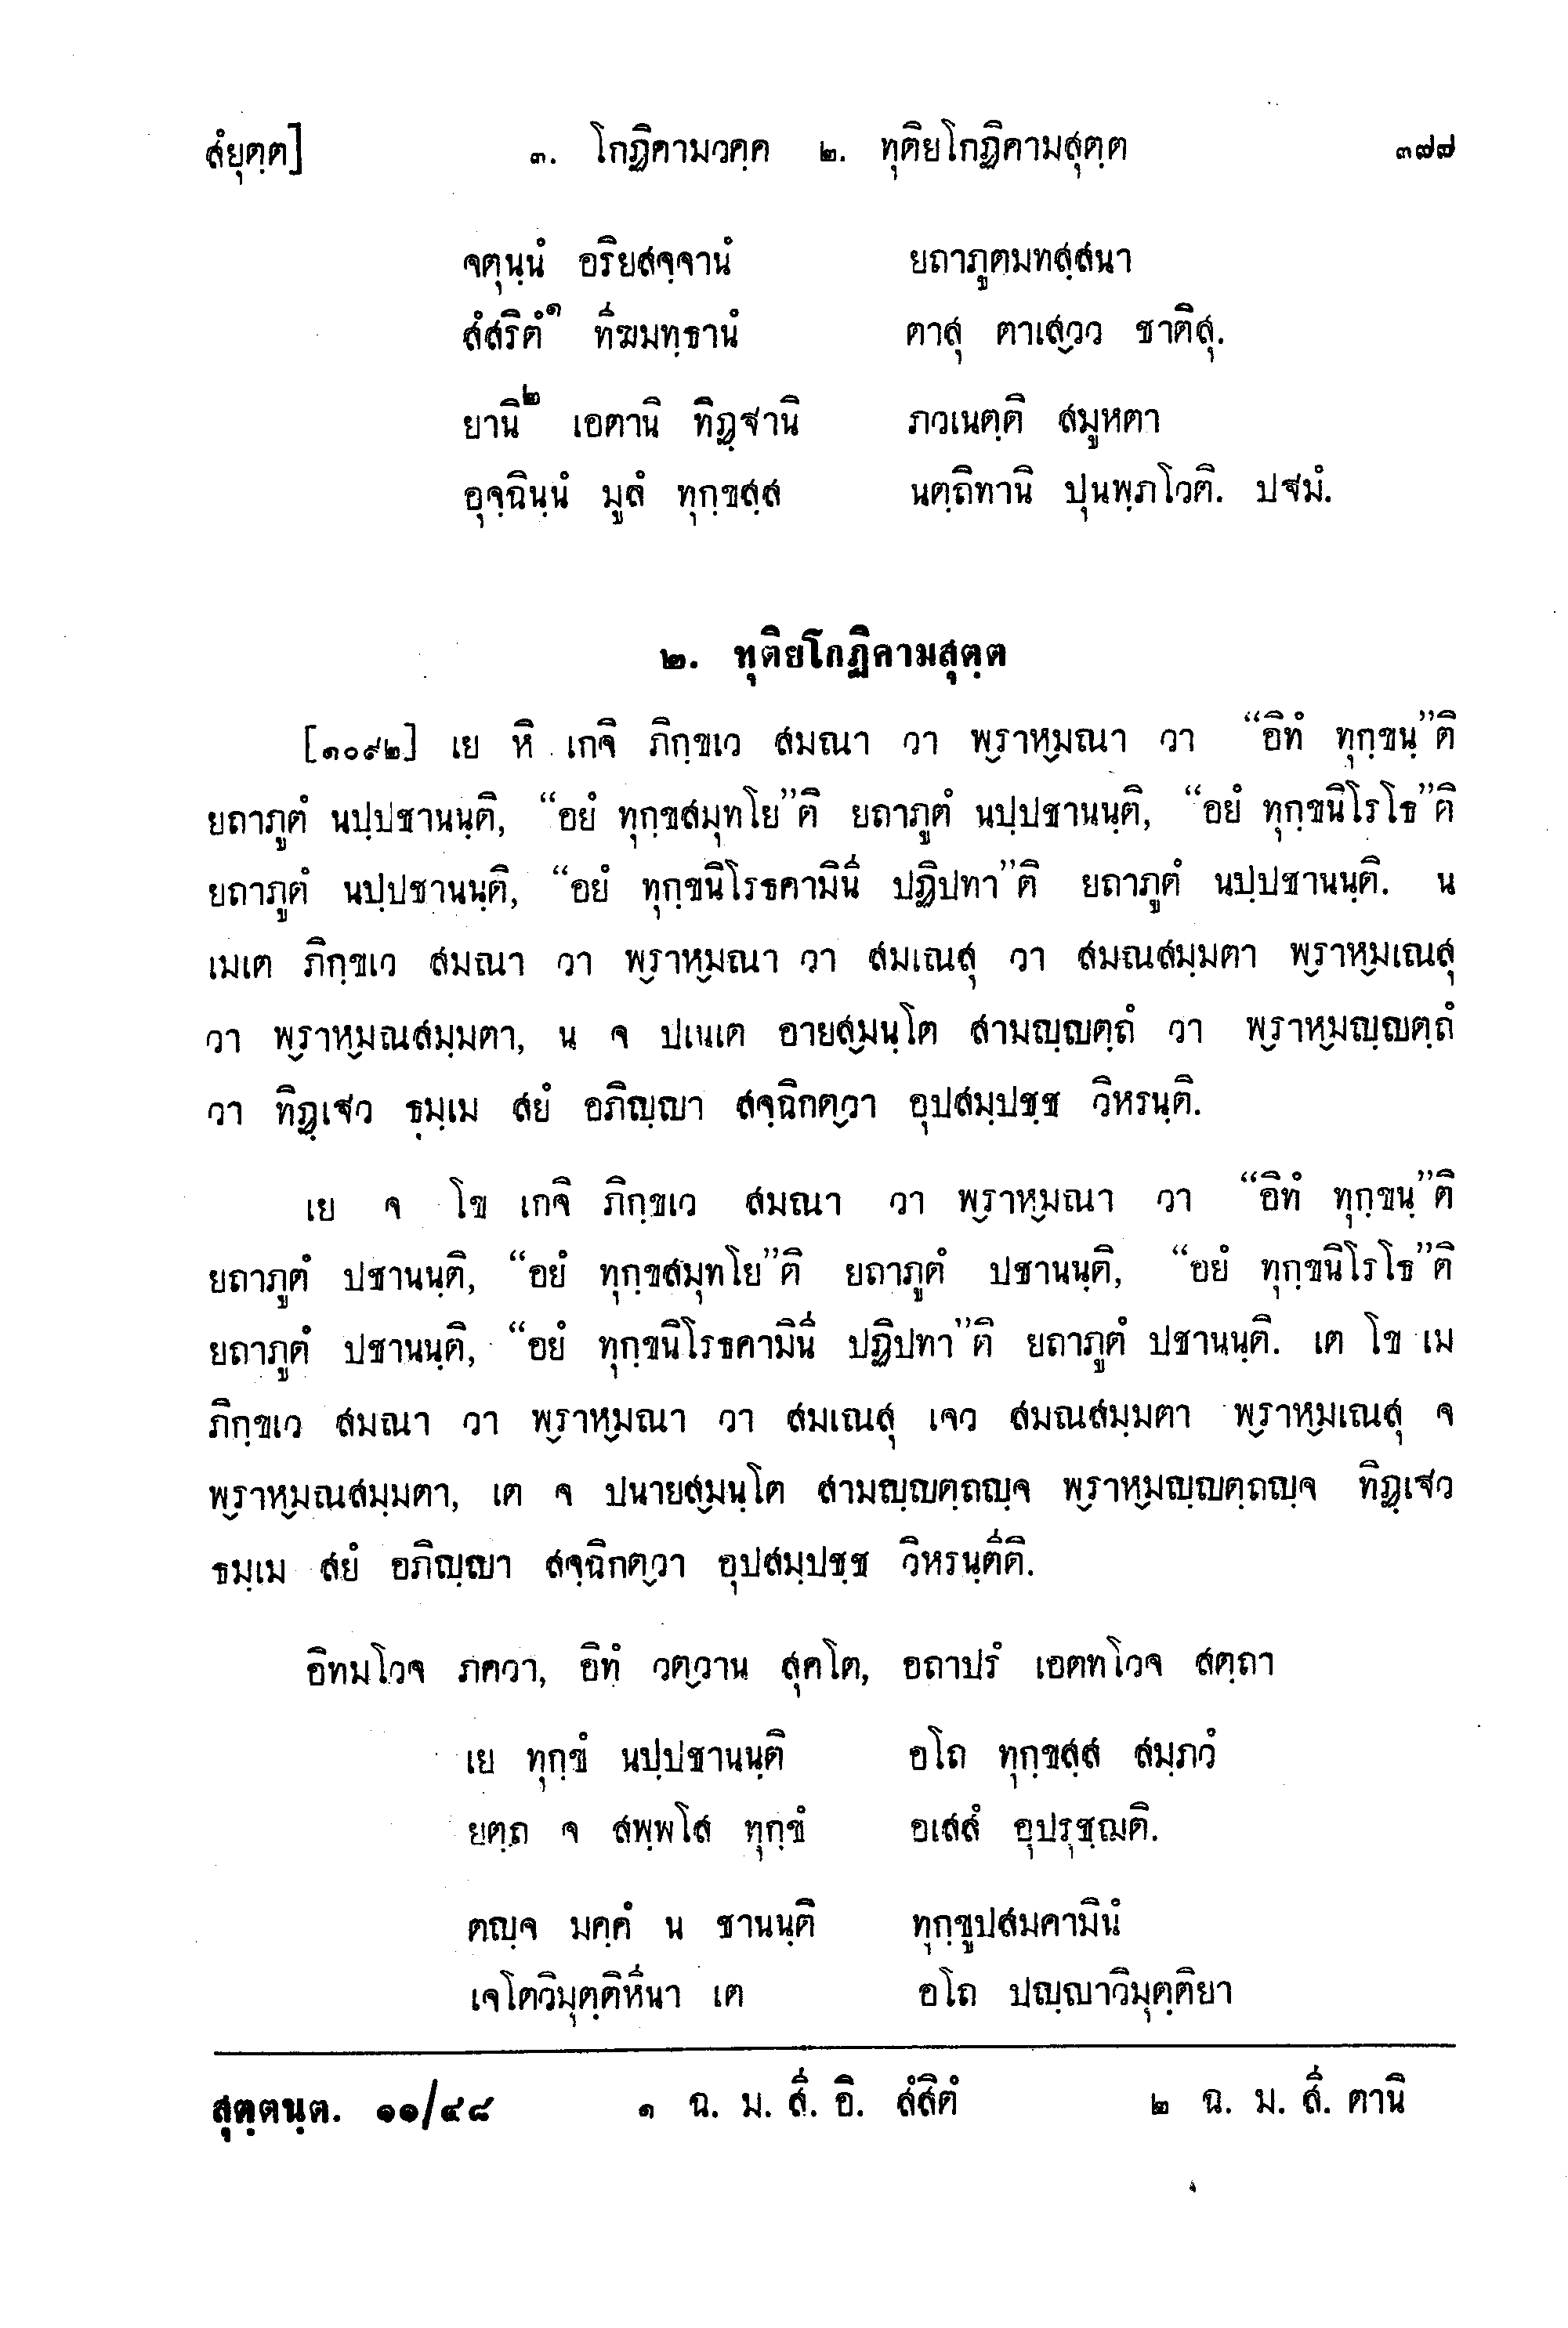 สํยุตฺต] ๓. โกฏิคามวคฺค ๒. ทุติยโกฏิคามสุตฺต ๓๗๗
จตุนฺนํ อริยสจฺจานํ ยถาภูตมทสฺสนา
สํสริตํ๑ ทีฆมทฺธานํ ตาสุ ตาเสฺวว ชาติสุ.
ยานิ๒ เอตานิ ทิฏฺฐานิ ภวเนตฺติ สมูหตา
อุจฺฉินฺนํ มูลํ ทุกฺขสฺส นตฺถิทานิ ปุนพฺภโวติ. ปฐมํ.
๒. ทุติยโกฏิคามสุตฺต
[๑๐๙๒] เย หิ เกจิ ภิกฺขเว สมณา วา พฺราหฺมณา วา “อิทํ ทุกฺขนฺ”ติ
ยถาภูตํ นปฺปชานนฺติ, “อยํ ทุกฺขสมุทโย”ติ ยถาภูตํ นปฺปชานนฺติ, “อยํ ทุกฺขนิโรโธ”ติ
ยถาภูตํ นปฺปชานนฺติ, “อยํ ทุกฺขนิโรธคามินี ปฏิปทา”ติ ยถาภูตํ นปฺปชานนฺติ. น
เมเต ภิกฺขเว สมณา วา พฺราหฺมณา วา สมเณสุ วา สมณสมฺมตา พฺราหฺมเณสุ
วา พฺราหฺมณสมฺมตา, น จ ปเนเต อายสฺมนฺโต สามญฺญตฺถํ วา พฺราหฺมญฺญตฺถํ
วา ทิฏฺเฐว ธมฺเม สยํ อภิญฺญา สจฺฉิกตฺวา อุปสมฺปชฺช วิหรนฺติ.
เย จ โข เกจิ ภิกฺขเว สมณา วา พฺราหฺมณา วา “อิทํ ทุกฺขนฺ”ติ
ยถาภูตํ ปชานนฺติ, “อยํ ทุกฺขสมุทโย”ติ ยถาภูตํ ปชานนฺติ, “อยํ ทุกฺขนิโรโธ”ติ
ยถาภูตํ ปชานนฺติ, “อยํ ทุกฺขนิโรธคามินี ปฏิปทา”ติ ยถาภูตํ ปชานนฺติ. เต โข เม
ภิกฺขเว สมณา วา พฺราหฺมณา วา สมเณสุ เจว สมณสมฺมตา พฺราหฺมเณสุ จ
พฺราหฺมณสมฺมตา, เต จ ปนายสฺมนฺโต สามญฺญตฺถญฺจ พฺราหฺมญฺญตฺถญฺจ ทิฏฺเฐว
ธมฺเม สยํ อภิญฺญา สจฺฉิกตฺวา อุปสมฺปชฺช วิหรนฺตีติ.
อิทมโวจ ภควา, อิทํ วตฺวาน สุคโต, อถาปรํ เอตทโวจ สตฺถา
เย ทุกฺขํ นปฺปชานนฺติ อโถ ทุกฺขสฺส สมฺภวํ
ยตฺถ จ สพฺพโส ทุกฺขํ อเสสํ อุปรุชฺฌติ.
ตญฺจ มคฺคํ น ชานนฺติ ทุกฺขูปสมคามินํ
เจโตวิมุตฺติหีนา เต อโถ ปญฺญาวิมุตฺติยา
สุตฺตนฺต. ๑๑/๔๘ ๑ ฉ. ม. สี. อิ. สํสิตํ ๒ ฉ. ม. สี. ตานิ